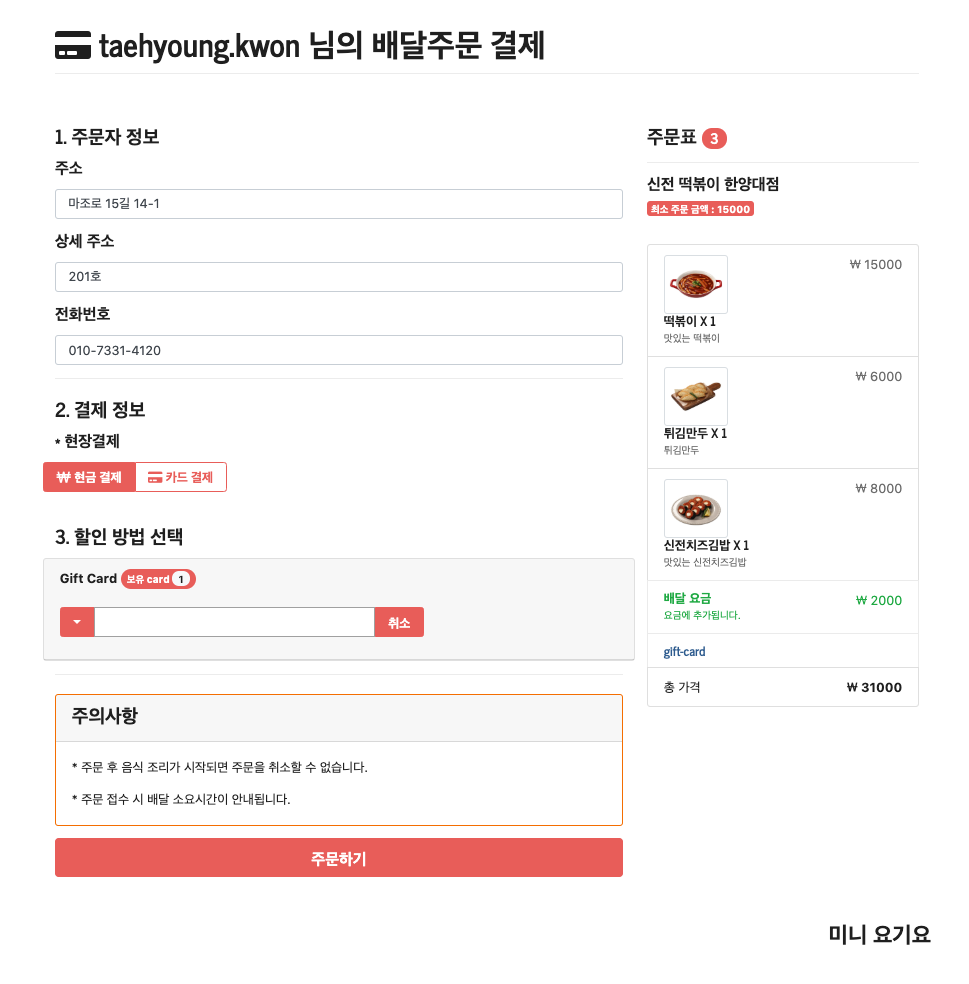 taehyoung.kwon 님의 배달주문 결제
1. 주문자 정보
주소
마조로 15길 14-1
상세 주소
201호
전화번호
010-7331-4120
2. 결제 정보
* 현장결제
₩ 현금 결제
카드 결제
3. 할인 방법 선택
Gift Card 보유 card 1
취소
주의사항
* 주문 후 음식 조리가 시작되면 주문을 취소할 수 없습니다.
* 주문 접수 시 배달 소요시간이 안내됩니다.
주문하기
주문표 3
신전 떡볶이 한양대점
최소 주문 금액 : 15000
₩ 15000
떡볶이 X 1
맛있는 떡볶이
₩ 6000
튀김만두 X 1
튀김만두
₩ 8000
신전치즈김밥 X 1
맛있는 신전치즈김밥
배달 요금 ₩ 2000
요금에 추가됩니다.
gift-card
총 가격 ₩ 31000
미니 요기요